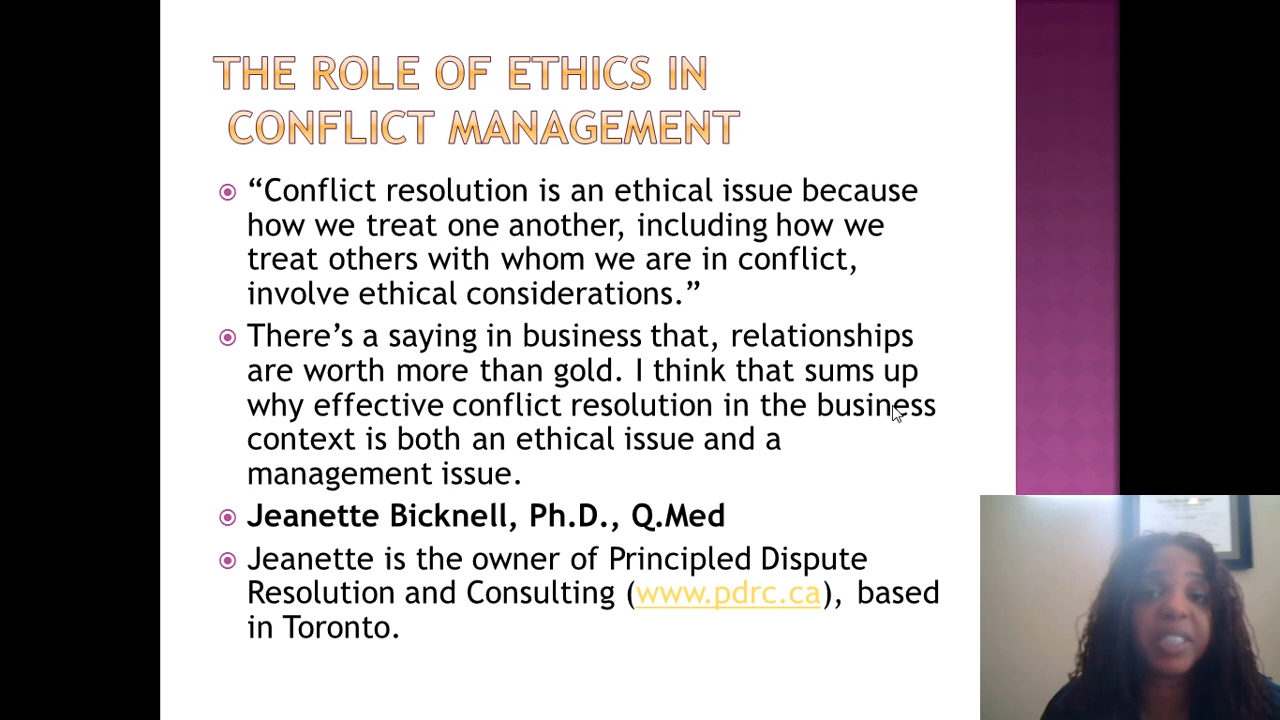 THE ROLE OF ETHICS IN
CONFLICT MANAGEMENT
“Conflict resolution is an ethical issue because
how we treat one another, including how we
treat others with whom we are in conflict,
involve ethical considerations.”
There’s a saying in business that, relationships
are worth more than gold. I think that sums up
why effective conflict resolution in the business
context is both an ethical issue and a
management issue.
Jeanette Bicknell, Ph.D., Q.Med
Jeanette is the owner of Principled Dispute
Resolution and Consulting (www.pdrc.ca), based
in Toronto.